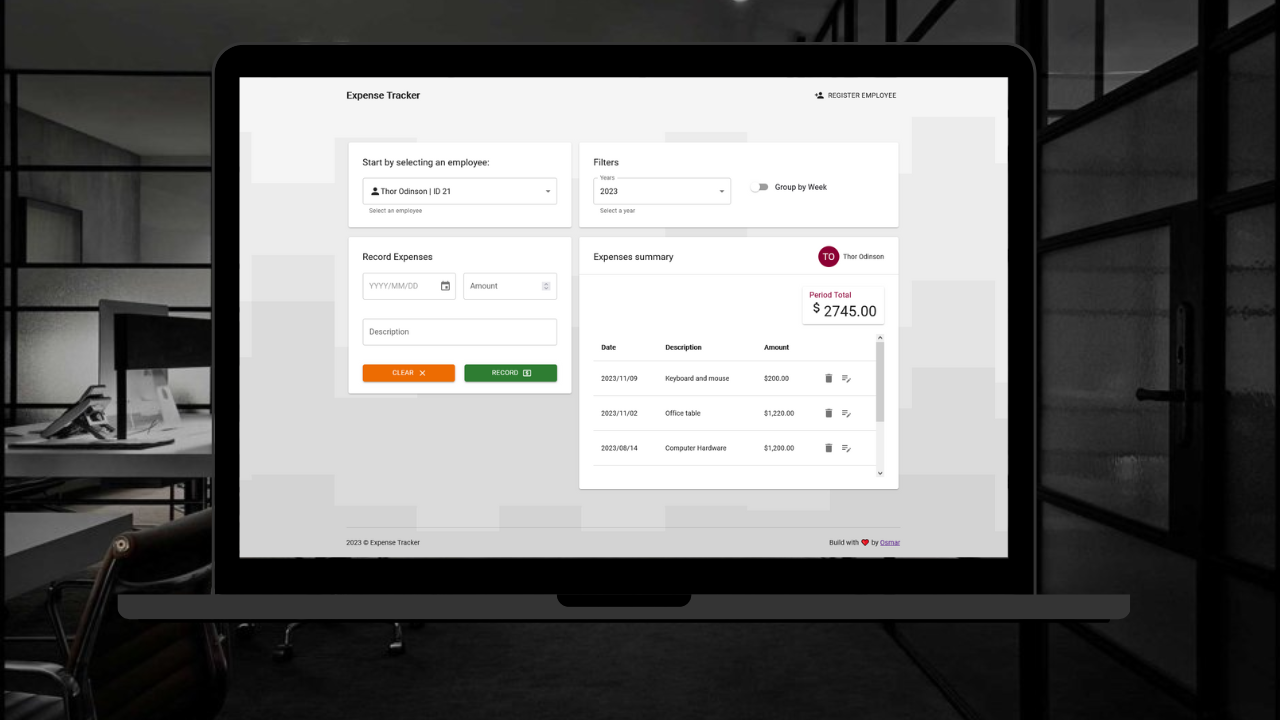 Expense Tracker
REGISTER EMPLOYEE
Start by selecting an employee:
Thor Odinson | ID 21
Select an employee
Filters
Years
2023
Select a year
Group by Week
Record Expenses
YYYY/MM/DD
Amount
Description
CLEAR
RECORD
Expenses summary
TO
Thor Odinson
Period Total
$ 2745.00
Date Description Amount
2023/11/09 Keyboard and mouse $200.00
2023/11/02 Office table $1,220.00
2023/08/14 Computer Hardware $1,200.00
2023 © Expense Tracker
Build with ❤ by Osmar